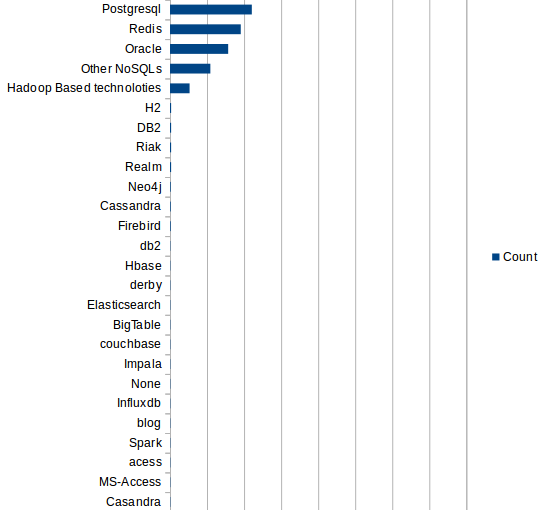 Postgresql
Redis
Oracle
Other NoSQLs
Hadoop Based technoloties
H2
DB2
Riak
Realm
Neo4j
Cassandra
Firebird
db2
Hbase
derby
Elasticsearch
BigTable
couchbase
Impala
None
Influxdb
blog
Spark
acess
MS-Access
Casandra
Count